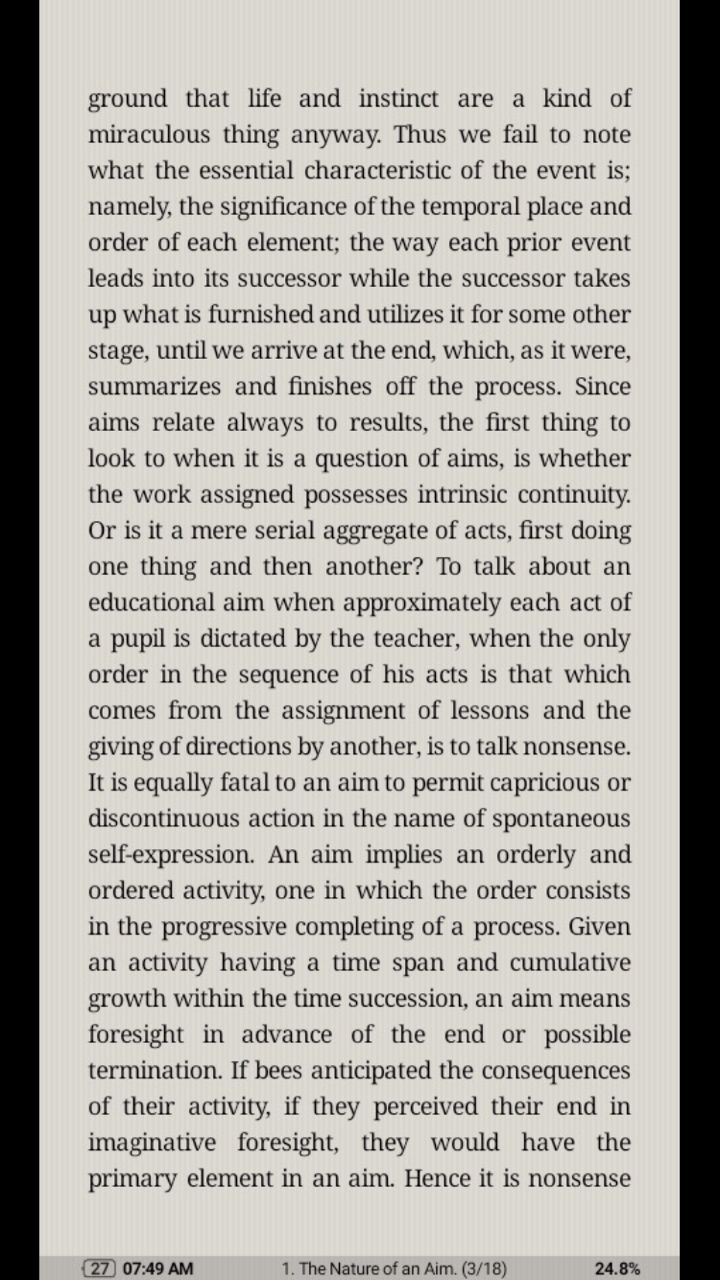 ground that life and instinct are a kind of
miraculous thing anyway. Thus we fail to note
what the essential characteristic of the event is;
namely, the significance of the temporal place and
order of each element; the way each prior event
leads into its successor while the successor takes
up what is furnished and utilizes it for some other
stage, until we arrive at the end, which, as it were,
summarizes and finishes off the process. Since
aims relate always to results, the first thing to
look to when it is a question of aims, is whether
the work assigned possesses intrinsic continuity.
Or is it a mere serial aggregate of acts, first doing
one thing and then another? To talk about an
educational aim when approximately each act of
a pupil is dictated by the teacher, when the only
order in the sequence of his acts is that which
comes from the assignment of lessons and the
giving of directions by another, is to talk nonsense.
It is equally fatal to an aim to permit capricious or
discontinuous action in the name of spontaneous
self-expression. An aim implies an orderly and
ordered activity, one in which the order consists
in the progressive completing of a process. Given
an activity having a time span and cumulative
growth within the time succession, an aim means
foresight in advance of the end or possible
termination. If bees anticipated the consequences
of their activity, if they perceived their end in
imaginative foresight, they would have the
primary element in an aim. Hence it is nonsense
27 07:49 AM 1. The Nature of an Aim. (3/18) 24.8%